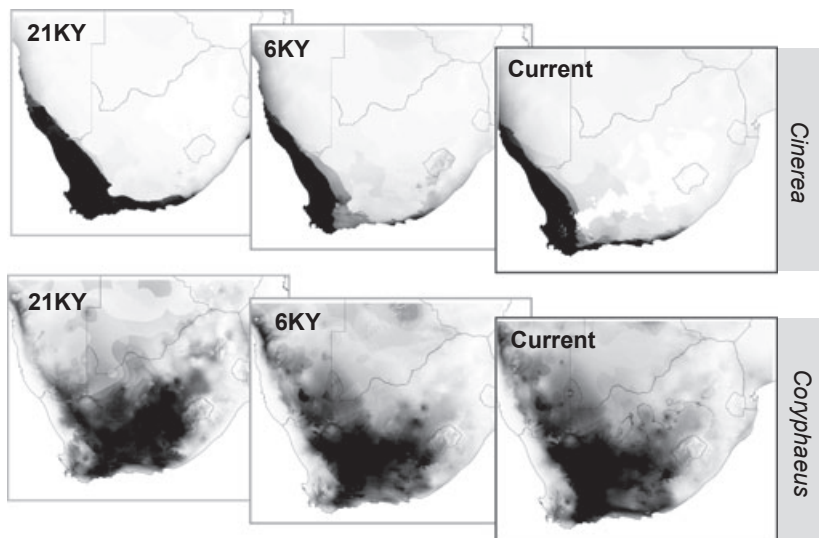 21KY
6KY
Current
Cinerea
21KY
6KY
Current
Coryphaeus